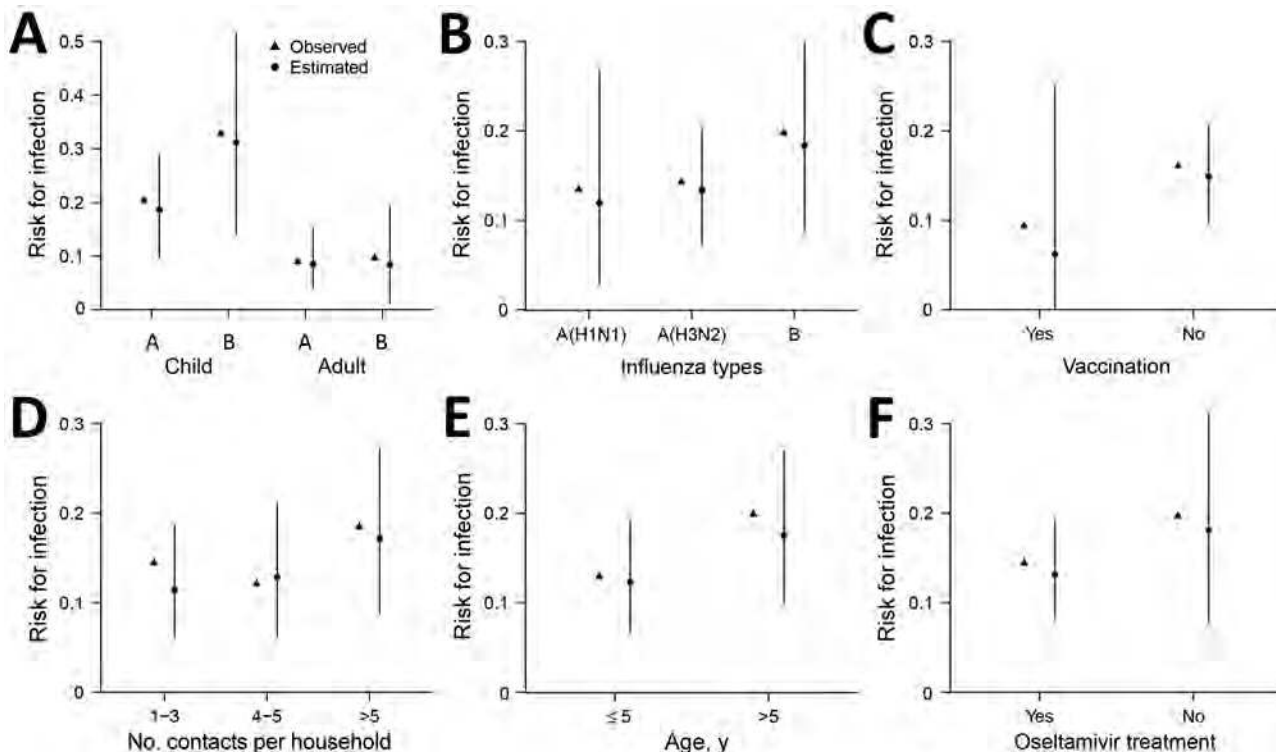 A
Risk for infection
0.5
0.4
0.3
0.2
0.1
0
▲ Observed
● Estimated
A B A B
Child Adult
B
Risk for infection
0.3
0.2
0.1
0
A(H1N1) A(H3N2) B
Influenza types
C
Risk for infection
0.3
0.2
0.1
0
Yes No
Vaccination
D
Risk for infection
0.3
0.2
0.1
0
1–3 4–5 >5
No. contacts per household
E
Risk for infection
0.3
0.2
0.1
0
≤ 5 >5
Age, y
F
Risk for infection
0.3
0.2
0.1
0
Yes No
Oseltamivir treatment